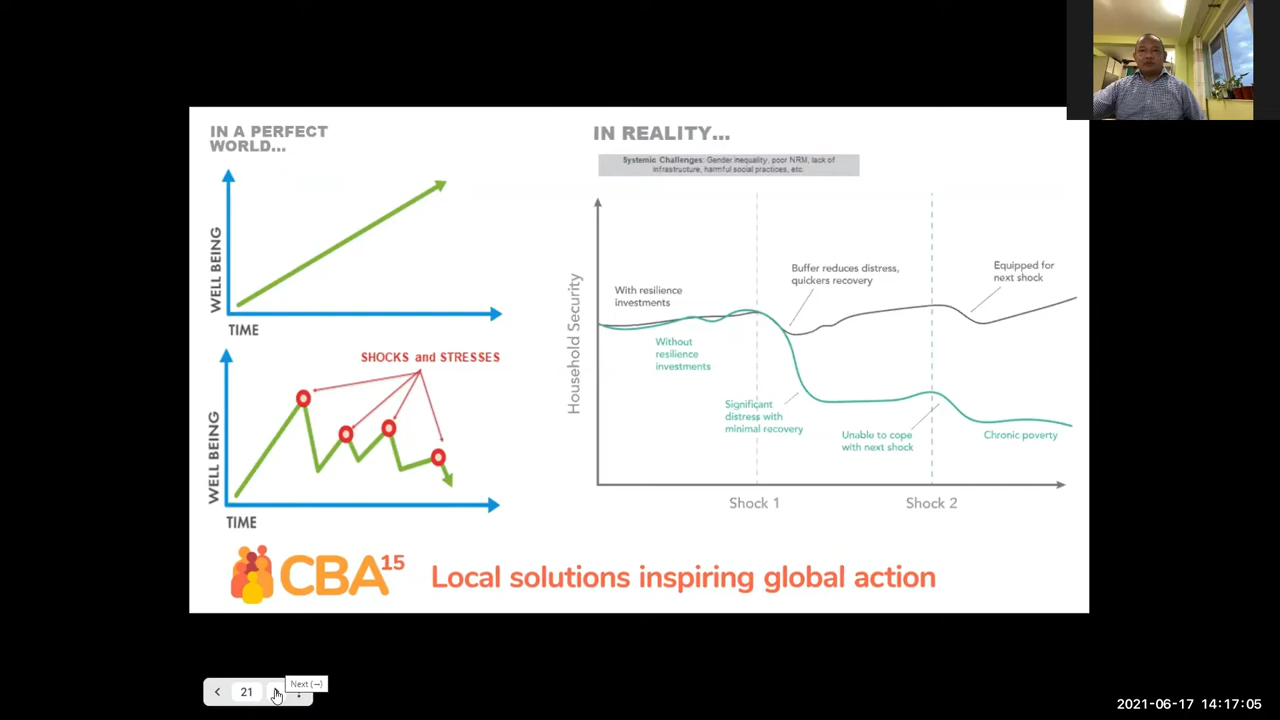 IN A PERFECT
WORLD...
WELL BEING
TIME
SHOCKS and STRESSES
WELL BEING
TIME
IN REALITY...
Systemic Challenges: Gender inequality, poor NRM, lack of
infrastructure, harmful social practices, etc.
Household Security
With resilience
investments
Without
resilience
investments
Buffer reduces distress,
quickers recovery
Equipped for
next shock
Significant
distress with
minimal recovery
Unable to cope
with next shock
Chronic poverty
Shock 1
Shock 2
CBA15
Local solutions inspiring global action
21
Next (→)
2021-06-17 14:17:05